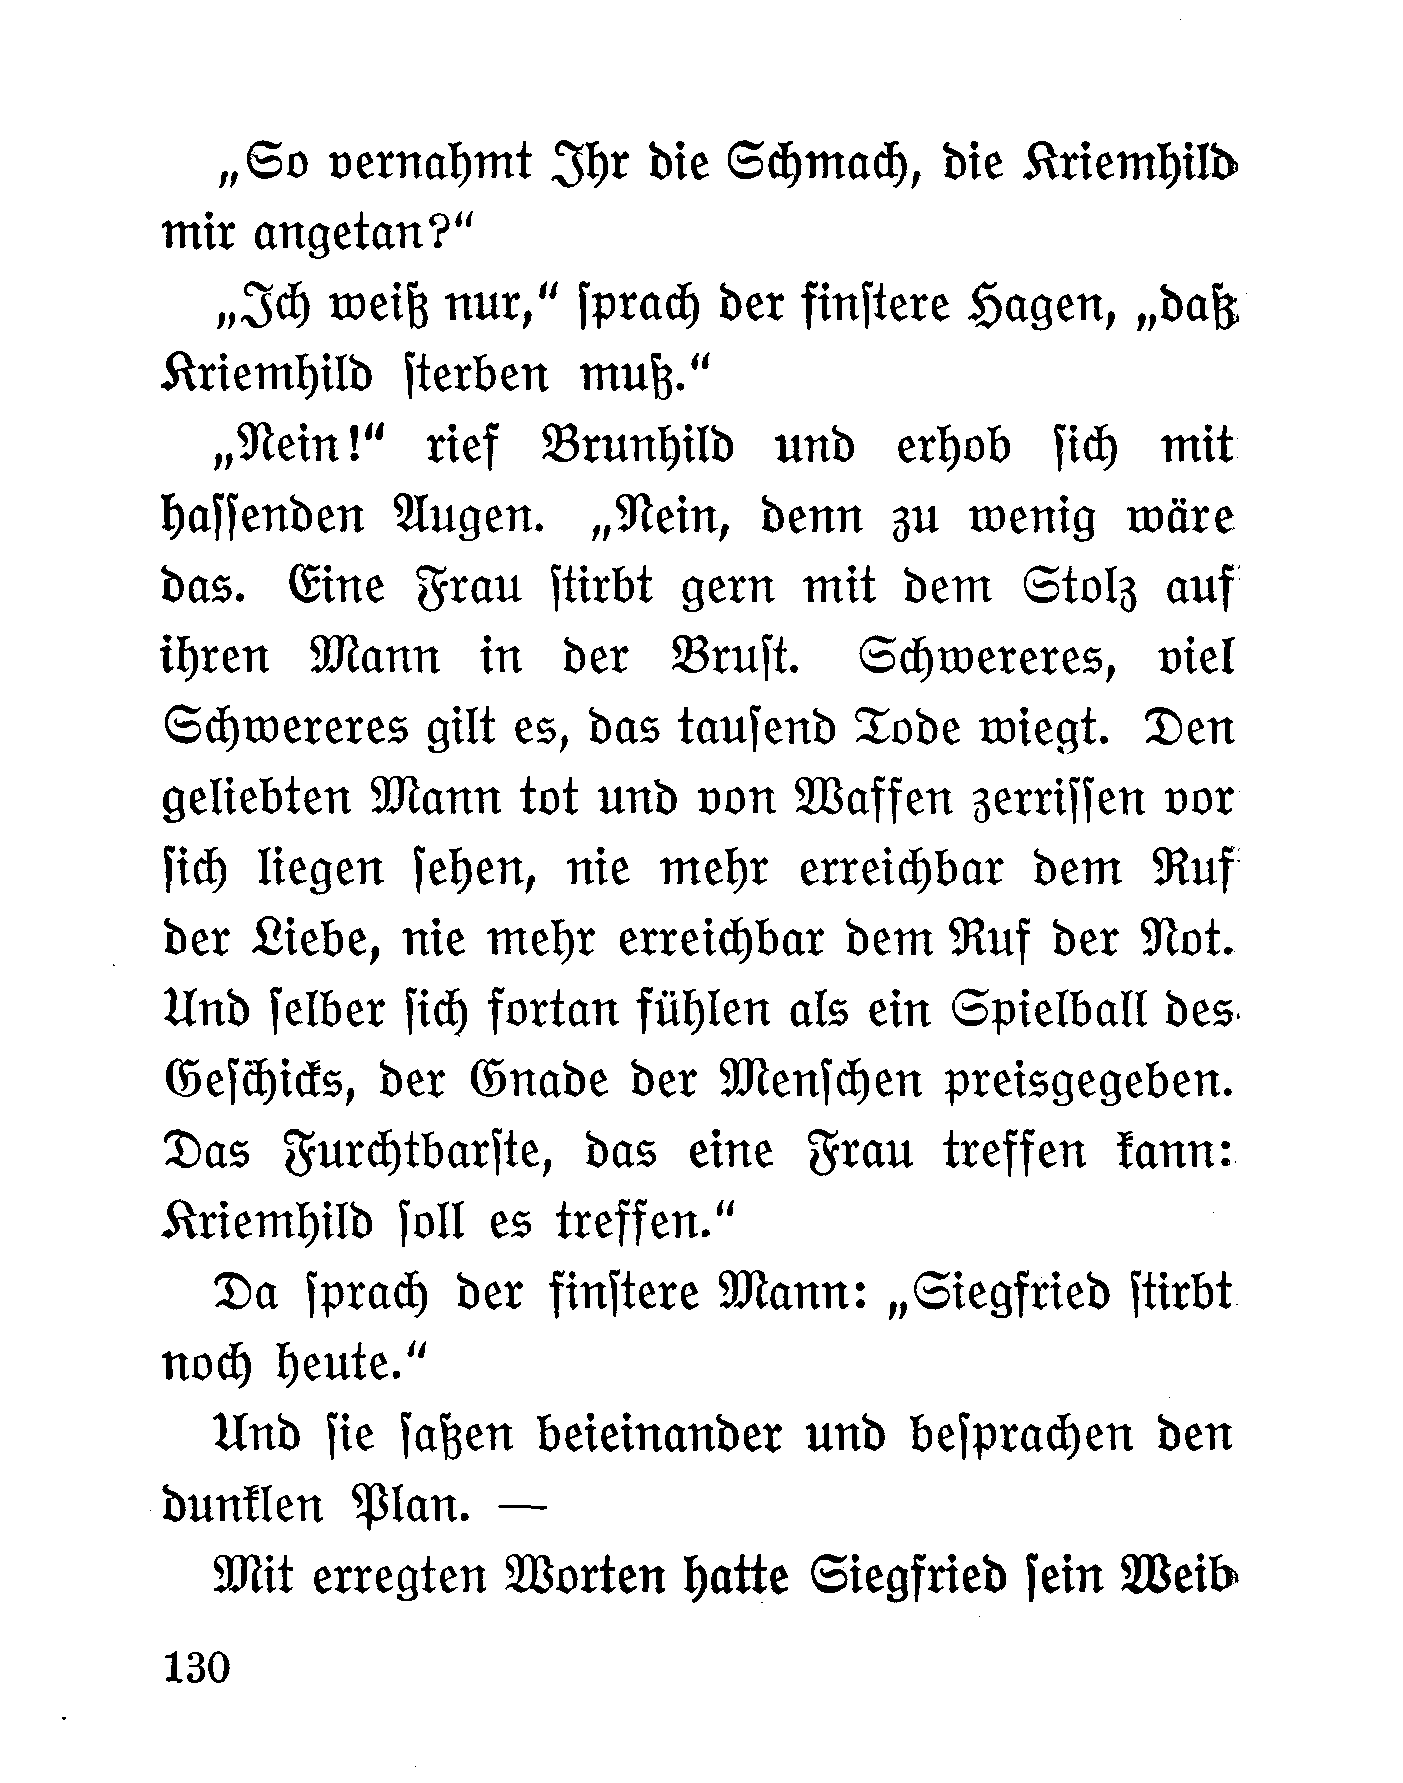 „So vernahmt Ihr die Schmach, die Kriemhild
mir angetan?“
„Ich weiß nur,“ sprach der finstere Hagen, „daß
Kriemhild sterben muß.“
„Nein!“ rief Brunhild und erhob sich mit
hassenden Augen. „Nein, denn zu wenig wäre
das. Eine Frau stirbt gern mit dem Stolz auf
ihren Mann in der Brust. Schwereres, viel
Schwereres gilt es, das tausend Tode wiegt. Den
geliebten Mann tot und von Waffen zerrissen vor
sich liegen sehen, nie mehr erreichbar dem Ruf
der Liebe, nie mehr erreichbar dem Ruf der Not.
Und selber sich fortan fühlen als ein Spielball des
Geschicks, der Gnade der Menschen preisgegeben.
Das Furchtbarste, das eine Frau treffen kann:
Kriemhild soll es treffen.“
Da sprach der finstere Mann: „Siegfried stirbt
noch heute.“
Und sie saßen beieinander und besprachen den
dunklen Plan. —
Mit erregten Worten hatte Siegfried sein Weib
130